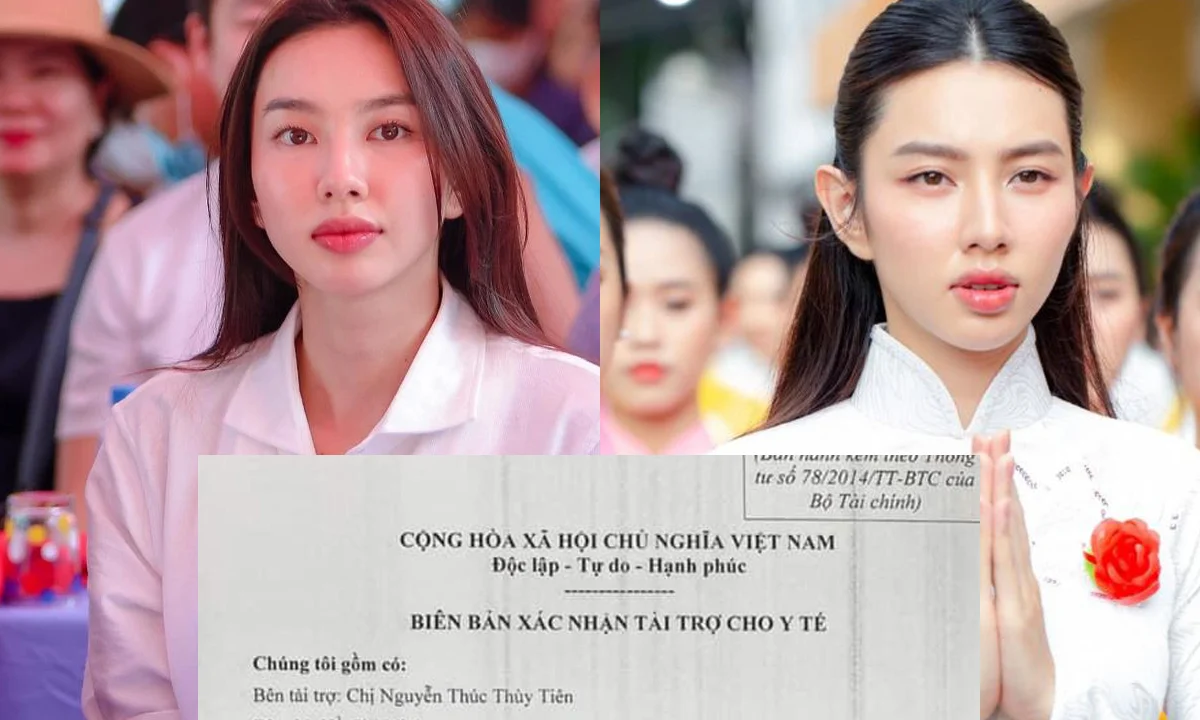 (Ban hành kèm theo Thông
tư số 78/2014/TT-BTC của
Bộ Tài chính)
CỘNG HÒA XÃ HỘI CHỦ NGHĨA VIỆT NAM
Độc lập - Tự do - Hạnh phúc
----------------
BIÊN BẢN XÁC NHẬN TÀI TRỢ CHO Y TẾ
Chúng tôi gồm có:
Bên tài trợ: Chị Nguyễn Thúc Thùy Tiên